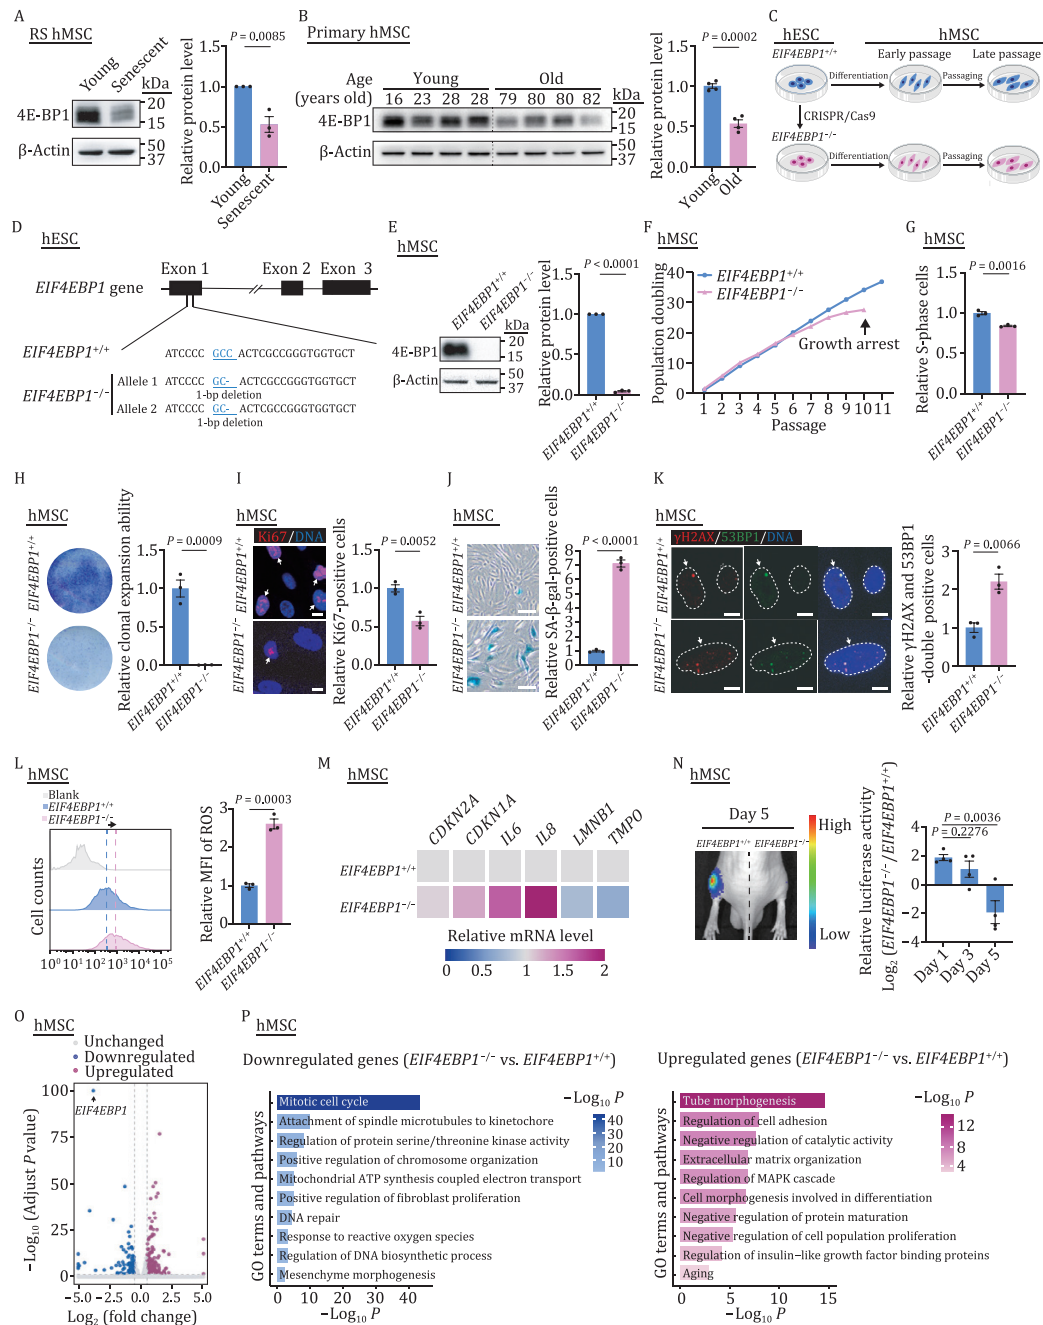 A
RS hMSC
Young
Senescent
kDa
4E-BP1
20
15
β-Actin
50
37
Relative protein level
P = 0.0085
1.5
1.0
0.5
0.0
Young
Senescent
B
Primary hMSC
Age
(years old)
Young
Old
16 23 28 28 79 80 80 82
kDa
4E-BP1
20
15
β-Actin
50
37
Relative protein level
P = 0.0002
1.5
1.0
0.5
0.0
Young
Old
C
hESC
hMSC
EIF4EBP1+/+
Early passage
Late passage
Differentiation
Passaging
CRISPR/Cas9
EIF4EBP1−/−
Differentiation
Passaging
D
hESC
Exon 1
Exon 2
Exon 3
EIF4EBP1 gene
EIF4EBP1+/+
ATCCCC GCC ACTCGCCGGGTGGTGCT
EIF4EBP1−/−
Allele 1
ATCCCC GC- ACTCGCCGGGTGGTGCT
1-bp deletion
Allele 2
ATCCCC GC- ACTCGCCGGGTGGTGCT
1-bp deletion
E
hMSC
EIF4EBP1+/+
EIF4EBP1−/−
kDa
4E-BP1
20
15
β-Actin
50
37
Relative protein level
P < 0.0001
1.5
1.0
0.5
0.0
EIF4EBP1+/+
EIF4EBP1−/−
F
hMSC
Population doubling
40
30
20
10
0
EIF4EBP1+/+
EIF4EBP1−/−
Growth arrest
1 2 3 4 5 6 7 8 9 10 11
Passage
G
hMSC
Relative S-phase cells
P = 0.0016
1.5
1.0
0.5
0.0
EIF4EBP1+/+
EIF4EBP1−/−
H
hMSC
EIF4EBP1+/+
EIF4EBP1−/−
Relative clonal expansion ability
P = 0.0009
1.5
1.0
0.5
0.0
EIF4EBP1+/+
EIF4EBP1−/−
I
hMSC
Ki67/DNA
EIF4EBP1+/+
EIF4EBP1−/−
Relative Ki67-positive cells
P = 0.0052
1.5
1.0
0.5
0.0
EIF4EBP1+/+
EIF4EBP1−/−
J
hMSC
EIF4EBP1+/+
EIF4EBP1−/−
Relative SA-β-gal-positive cells
P < 0.0001
8
7
6
5
4
3
2
1
0
EIF4EBP1+/+
EIF4EBP1−/−
K
hMSC
γH2AX/53BP1/DNA
EIF4EBP1+/+
EIF4EBP1−/−
Relative γH2AX and 53BP1
-double positive cells
P = 0.0066
3
2
1
0
EIF4EBP1+/+
EIF4EBP1−/−
L
hMSC
Blank
EIF4EBP1+/+
EIF4EBP1−/−
Cell counts
10⁰ 10¹ 10² 10³ 10⁴ 10⁵
Relative MFI of ROS
P = 0.0003
3
2
1
0
EIF4EBP1+/+
EIF4EBP1−/−
M
hMSC
CDKN2A
CDKN1A
IL6
IL8
LMNB1
TMPO
EIF4EBP1+/+
EIF4EBP1−/−
Relative mRNA level
0 0.5 1 1.5 2
N
hMSC
Day 5
EIF4EBP1+/+
EIF4EBP1−/−
High
Low
Relative luciferase activity
Log₂ (EIF4EBP1−/−/EIF4EBP1+/+)
P = 0.0036
P = 0.2276
4
2
0
−2
−4
Day 1
Day 3
Day 5
O
hMSC
Unchanged
Downregulated
Upregulated
−Log₁₀ (Adjust P value)
100
75
50
25
0
EIF4EBP1
−5.0 −2.5 0.0 2.5 5.0
Log₂ (fold change)
P
hMSC
Downregulated genes (EIF4EBP1−/− vs. EIF4EBP1+/+)
GO terms and pathways
Mitotic cell cycle
Attachment of spindle microtubules to kinetochore
Regulation of protein serine/threonine kinase activity
Positive regulation of chromosome organization
Mitochondrial ATP synthesis coupled electron transport
Positive regulation of fibroblast proliferation
DNA repair
Response to reactive oxygen species
Regulation of DNA biosynthetic process
Mesenchyme morphogenesis
0 10 20 30 40
−Log₁₀ P
−Log₁₀ P
40
30
20
10
Upregulated genes (EIF4EBP1−/− vs. EIF4EBP1+/+)
GO terms and pathways
Tube morphogenesis
Regulation of cell adhesion
Negative regulation of catalytic activity
Extracellular matrix organization
Regulation of MAPK cascade
Cell morphogenesis involved in differentiation
Negative regulation of protein maturation
Negative regulation of cell population proliferation
Regulation of insulin−like growth factor binding proteins
Aging
0 5 10 15
−Log₁₀ P
−Log₁₀ P
12
8
4